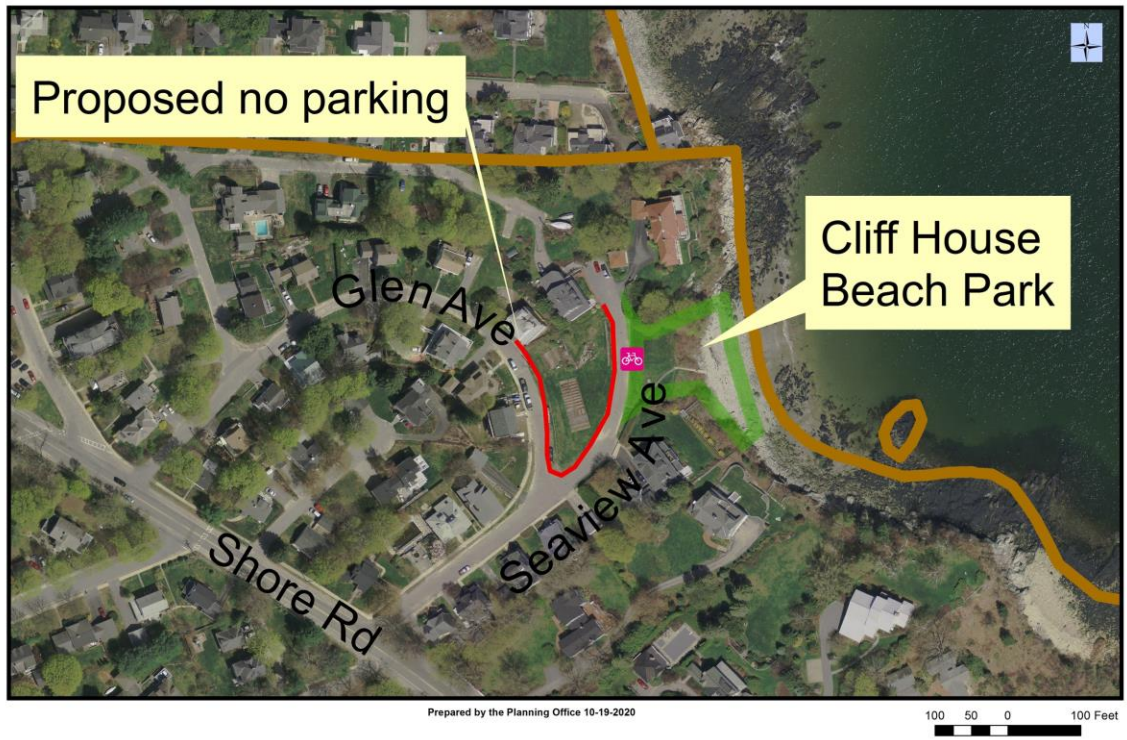 N
Proposed no parking
Cliff House
Beach Park
Glen Ave
Seaview Ave
Shore Rd
Prepared by the Planning Office 10-19-2020
100 50 0 100 Feet